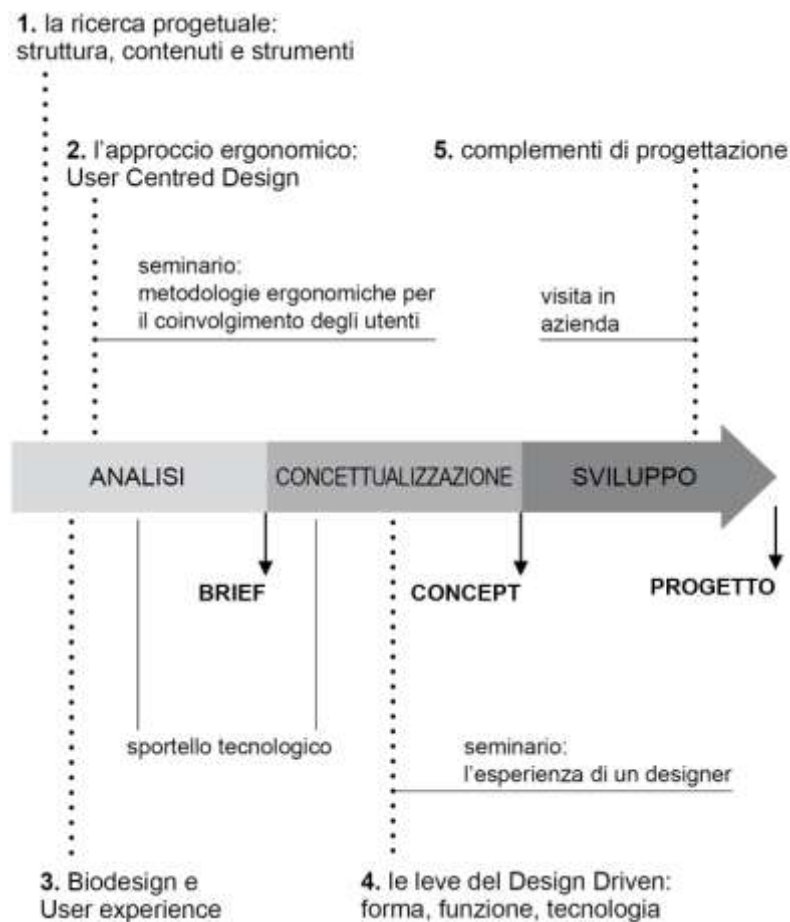 1. la ricerca progetuale:
struttura, contenuti e strumenti
2. l'approccio ergonomico:
User Centred Design
5. complementi di progettazione
seminario:
metodologie ergonomiche per
il coinvolgimento degli utenti
visita in
azienda
ANALISI
CONCETTUALIZZAZIONE
SVILUPPO
BRIEF
CONCEPT
PROGETTO
sportello tecnologico
seminario:
l'esperienza di un designer
3. Biodesign e
User experience
4. le leve del Design Driven:
forma, funzione, tecnologia